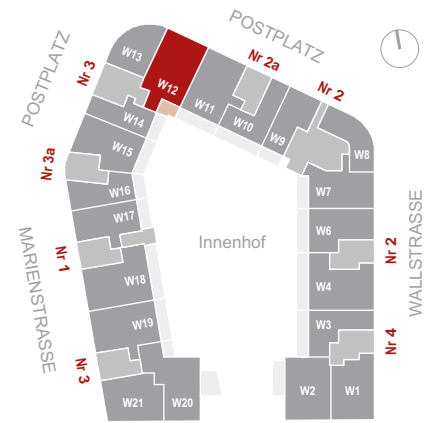 POSTPLATZ
POSTPLATZ
Nr 3
Nr 2a
Nr 2
W13
W12
W11
W10
W9
W8
W14
W15
Nr 3a
W16
W7
W17
W6
Innenhof
Nr 2
Nr 1
W18
W4
MARIENSTRASSE
WALLSTRASSE
W19
W3
Nr 4
Nr 3
W21
W20
W2
W1